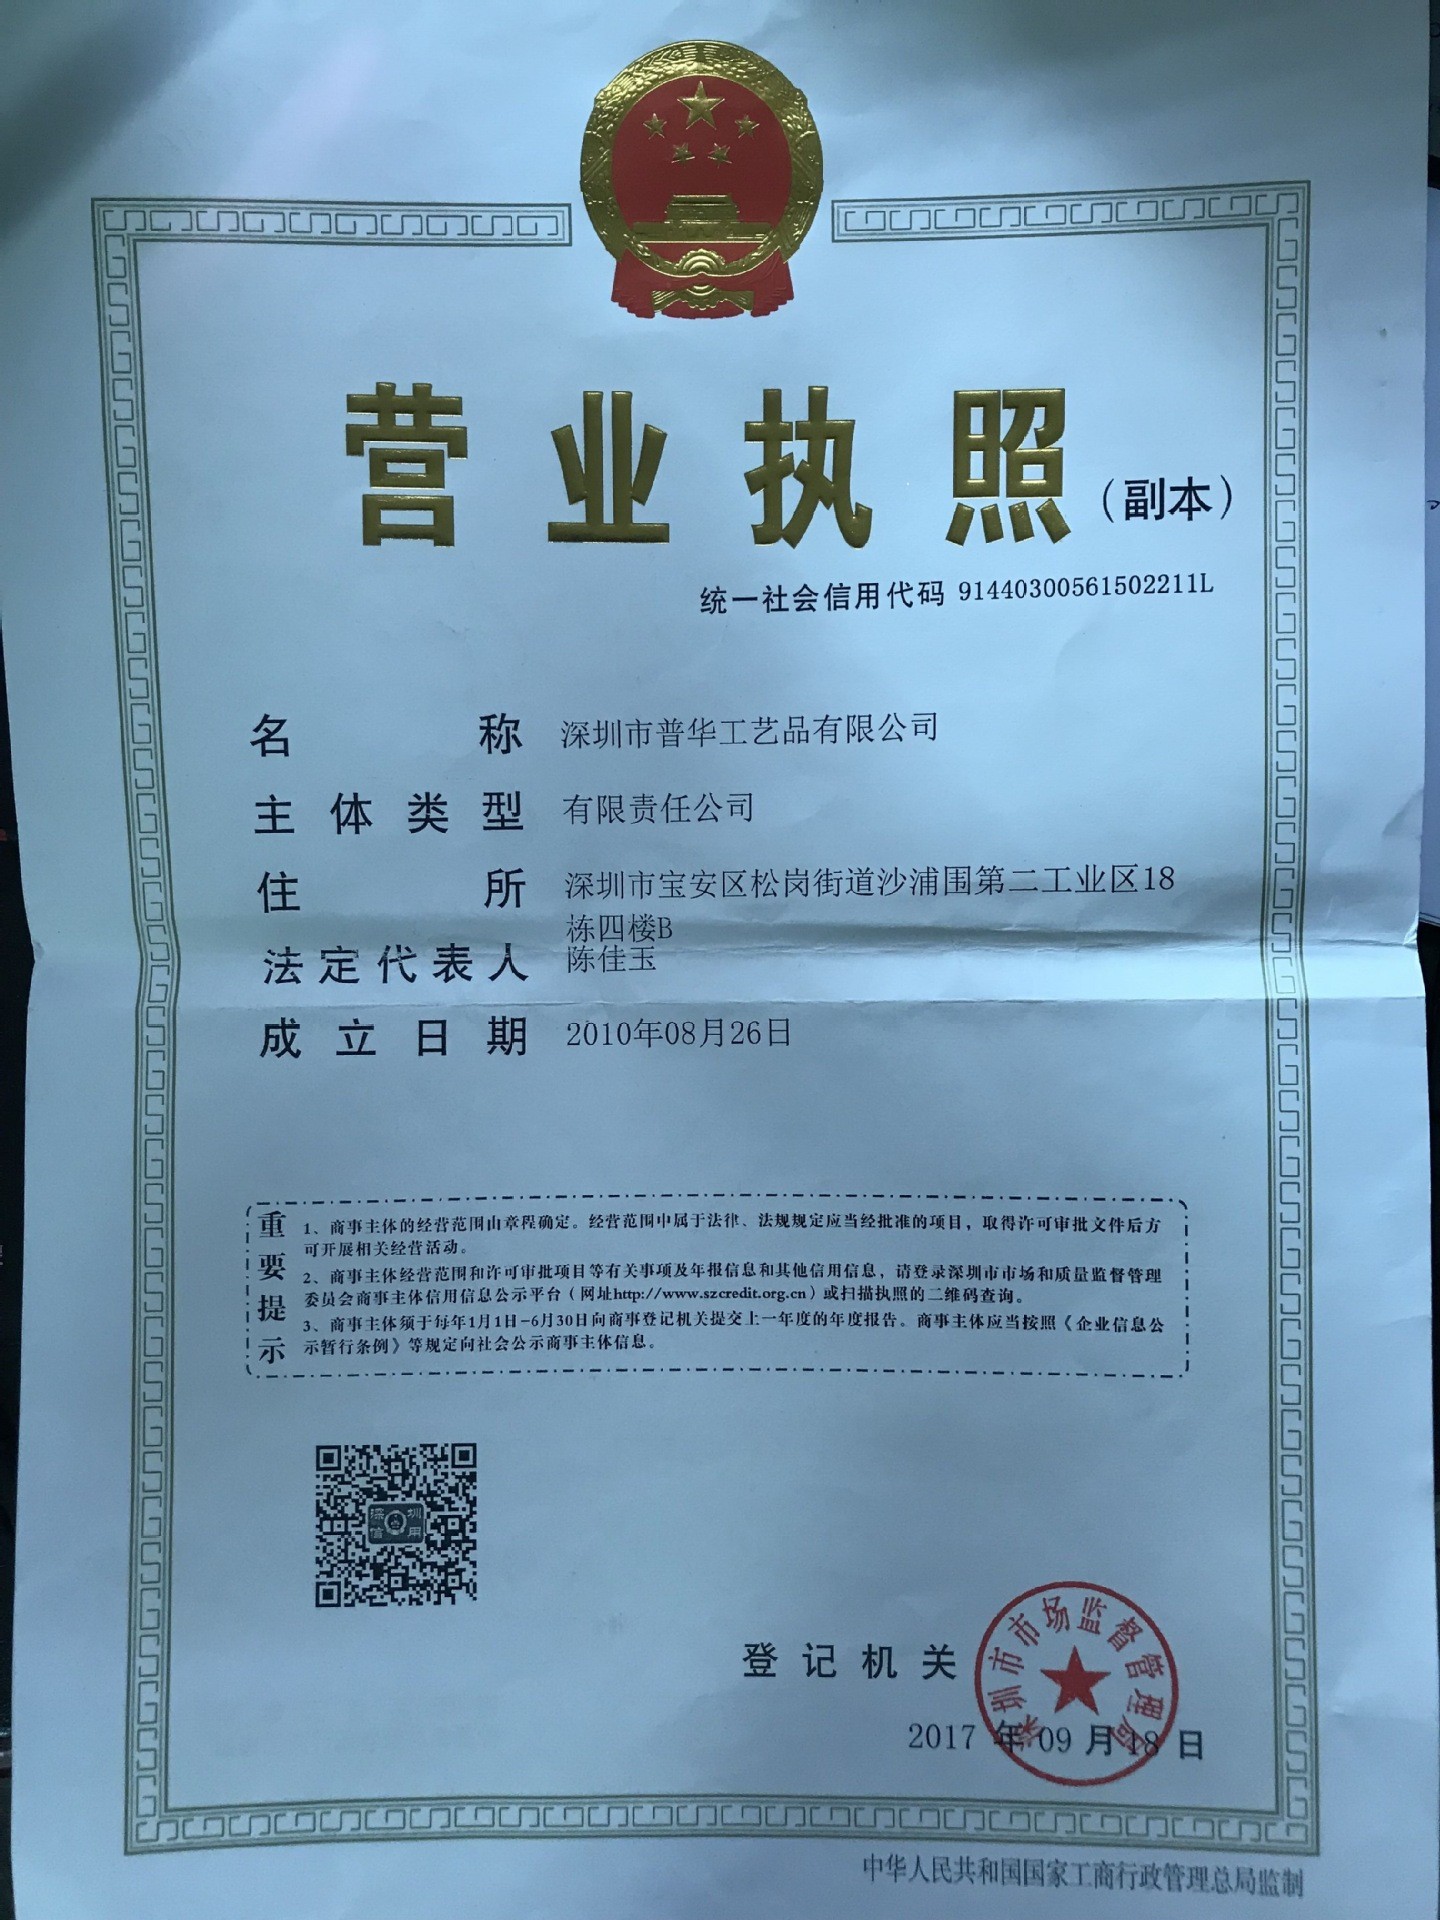 营业执照(副本)
统一社会信用代码 91440300561502211L
名称 深圳市普华工艺品有限公司
主体类型 有限责任公司
住所 深圳市宝安区松岗街道沙浦围第二工业区18
栋四楼B
法定代表人 陈佳玉
成立日期 2010年08月26日
重要提示
1、商事主体的经营范围由章程确定。经营范围中属于法律、法规规定应当经批准的项目，取得许可审批文件后方
可开展相关经营活动。
2、商事主体经营范围和许可审批项目等有关事项及年报信息和其他信用信息，请登录深圳市市场和质量监督管理
委员会商事主体信用信息公示平台（网址http://www.szcredit.org.cn）或扫描执照的二维码查询。
3、商事主体须于每年1月1日-6月30日向商事登记机关提交上一年度的年度报告。商事主体应当按照《企业信息公
示暂行条例》等规定向社会公示商事主体信息。
深圳
信用
登记机关
深圳市市场监督管理局
2017年09月18日
中华人民共和国国家工商行政管理总局监制